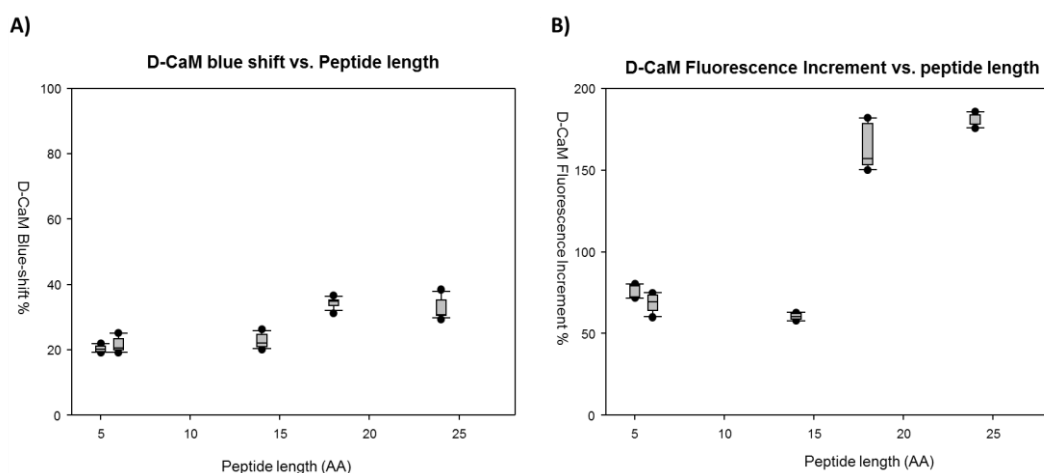 A)
D-CaM blue shift vs. Peptide length
D-CaM Blue-shift %
100
80
60
40
20
0
5
10
15
20
25
Peptide length (AA)
B)
D-CaM Fluorescence Increment vs. peptide length
D-CaM Fluorescence Increment %
200
150
100
50
0
5
10
15
20
25
Peptide length (AA)